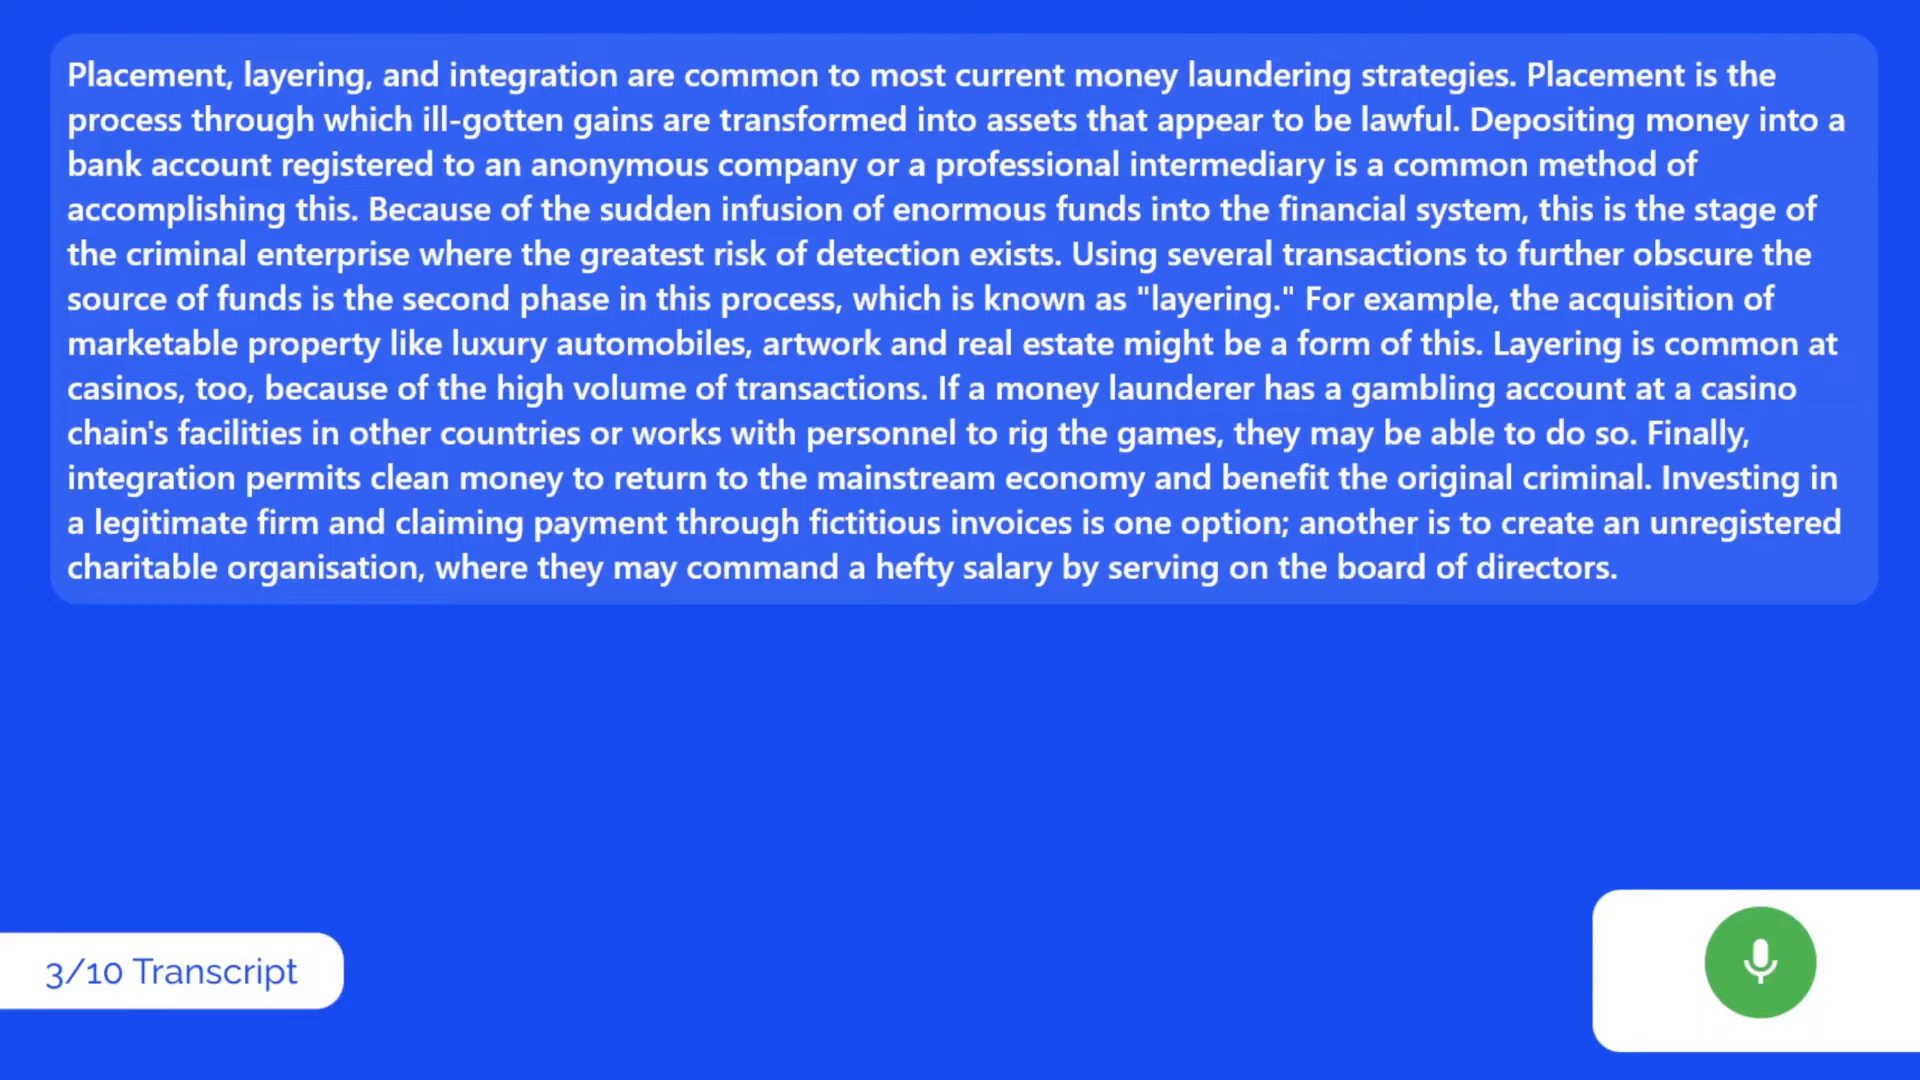 Placement, layering, and integration are common to most current money laundering strategies. Placement is the
process through which ill-gotten gains are transformed into assets that appear to be lawful. Depositing money into a
bank account registered to an anonymous company or a professional intermediary is a common method of
accomplishing this. Because of the sudden infusion of enormous funds into the financial system, this is the stage of
the criminal enterprise where the greatest risk of detection exists. Using several transactions to further obscure the
source of funds is the second phase in this process, which is known as "layering." For example, the acquisition of
marketable property like luxury automobiles, artwork and real estate might be a form of this. Layering is common at
casinos, too, because of the high volume of transactions. If a money launderer has a gambling account at a casino
chain's facilities in other countries or works with personnel to rig the games, they may be able to do so. Finally,
integration permits clean money to return to the mainstream economy and benefit the original criminal. Investing in
a legitimate firm and claiming payment through fictitious invoices is one option; another is to create an unregistered
charitable organisation, where they may command a hefty salary by serving on the board of directors.
3/10 Transcript